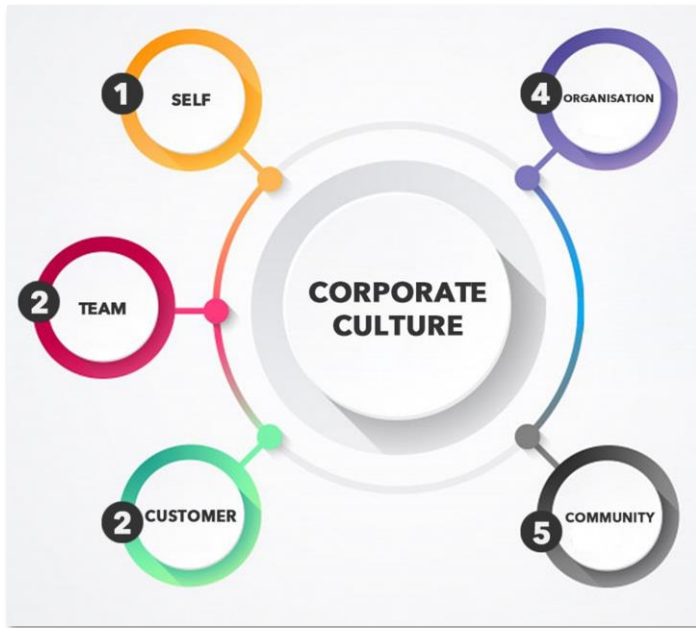 1 SELF
2 TEAM
2 CUSTOMER
CORPORATE
CULTURE
4 ORGANISATION
5 COMMUNITY